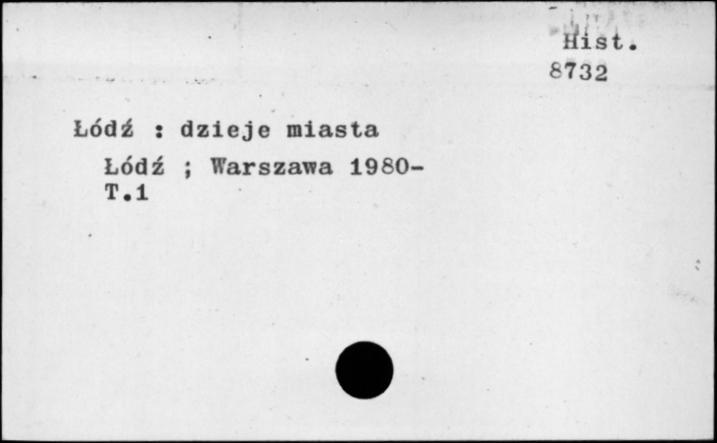 Hist.
8732
Łódź : dzieje miasta
Łódź ; Warszawa 1980-
T.1